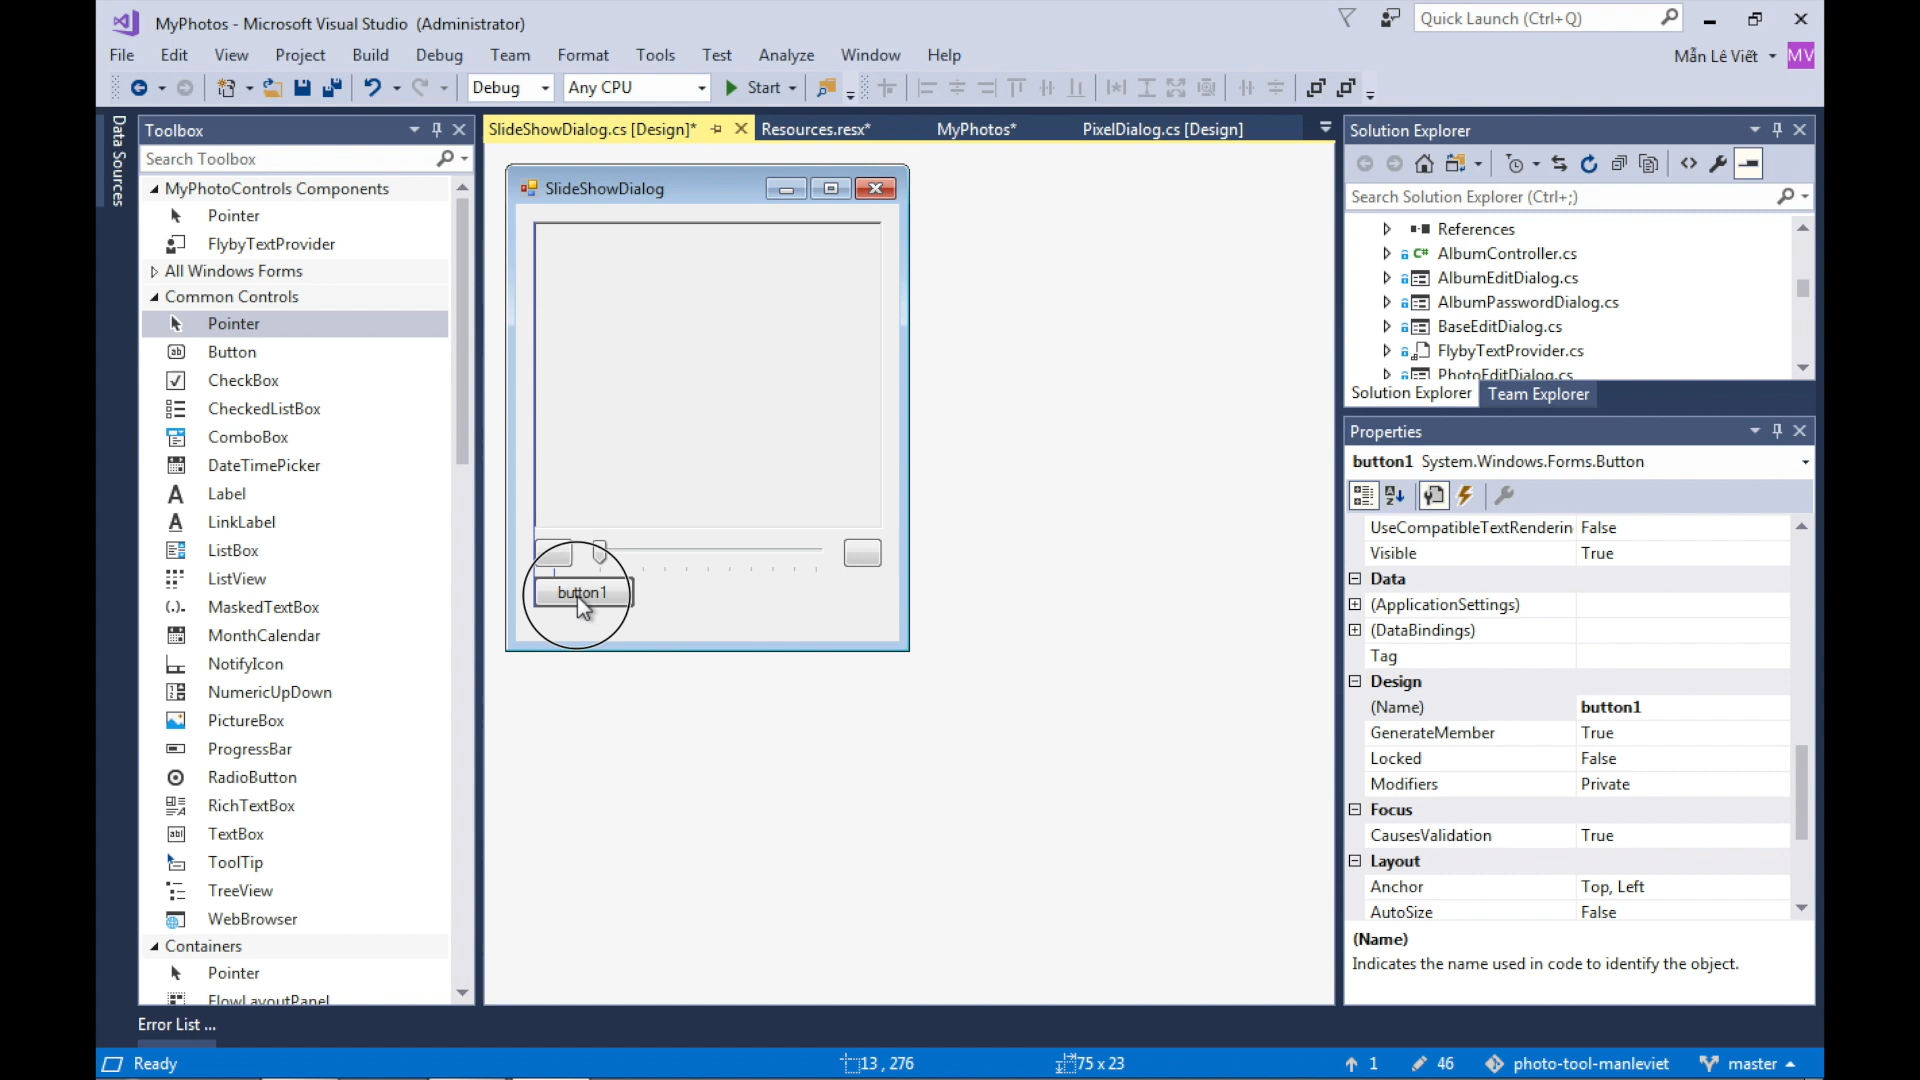 MyPhotos - Microsoft Visual Studio (Administrator)
Quick Launch (Ctrl+Q)
File Edit View Project Build Debug Team Format Tools Test Analyze Window Help
Mẫn Lê Viết MV
Debug Any CPU Start
Data Sources
Toolbox
Search Toolbox
MyPhotoControls Components
Pointer
FlybyTextProvider
All Windows Forms
Common Controls
Pointer
Button
CheckBox
CheckedListBox
ComboBox
DateTimePicker
Label
LinkLabel
ListBox
ListView
MaskedTextBox
MonthCalendar
NotifyIcon
NumericUpDown
PictureBox
ProgressBar
RadioButton
RichTextBox
TextBox
ToolTip
TreeView
WebBrowser
Containers
Pointer
FlowLayoutPanel
SlideShowDialog.cs [Design]* Resources.resx* MyPhotos* PixelDialog.cs [Design]
SlideShowDialog
button1
Solution Explorer
Search Solution Explorer (Ctrl+;)
References
AlbumController.cs
AlbumEditDialog.cs
AlbumPasswordDialog.cs
BaseEditDialog.cs
FlybyTextProvider.cs
PhotoEditDialog.cs
Solution Explorer Team Explorer
Properties
button1 System.Windows.Forms.Button
UseCompatibleTextRenderin False
Visible True
Data
(ApplicationSettings)
(DataBindings)
Tag
Design
(Name) button1
GenerateMember True
Locked False
Modifiers Private
Focus
CausesValidation True
Layout
Anchor Top, Left
AutoSize False
(Name)
Indicates the name used in code to identify the object.
Error List ...
Ready 13 , 276 75 x 23 1 46 photo-tool-manleviet master